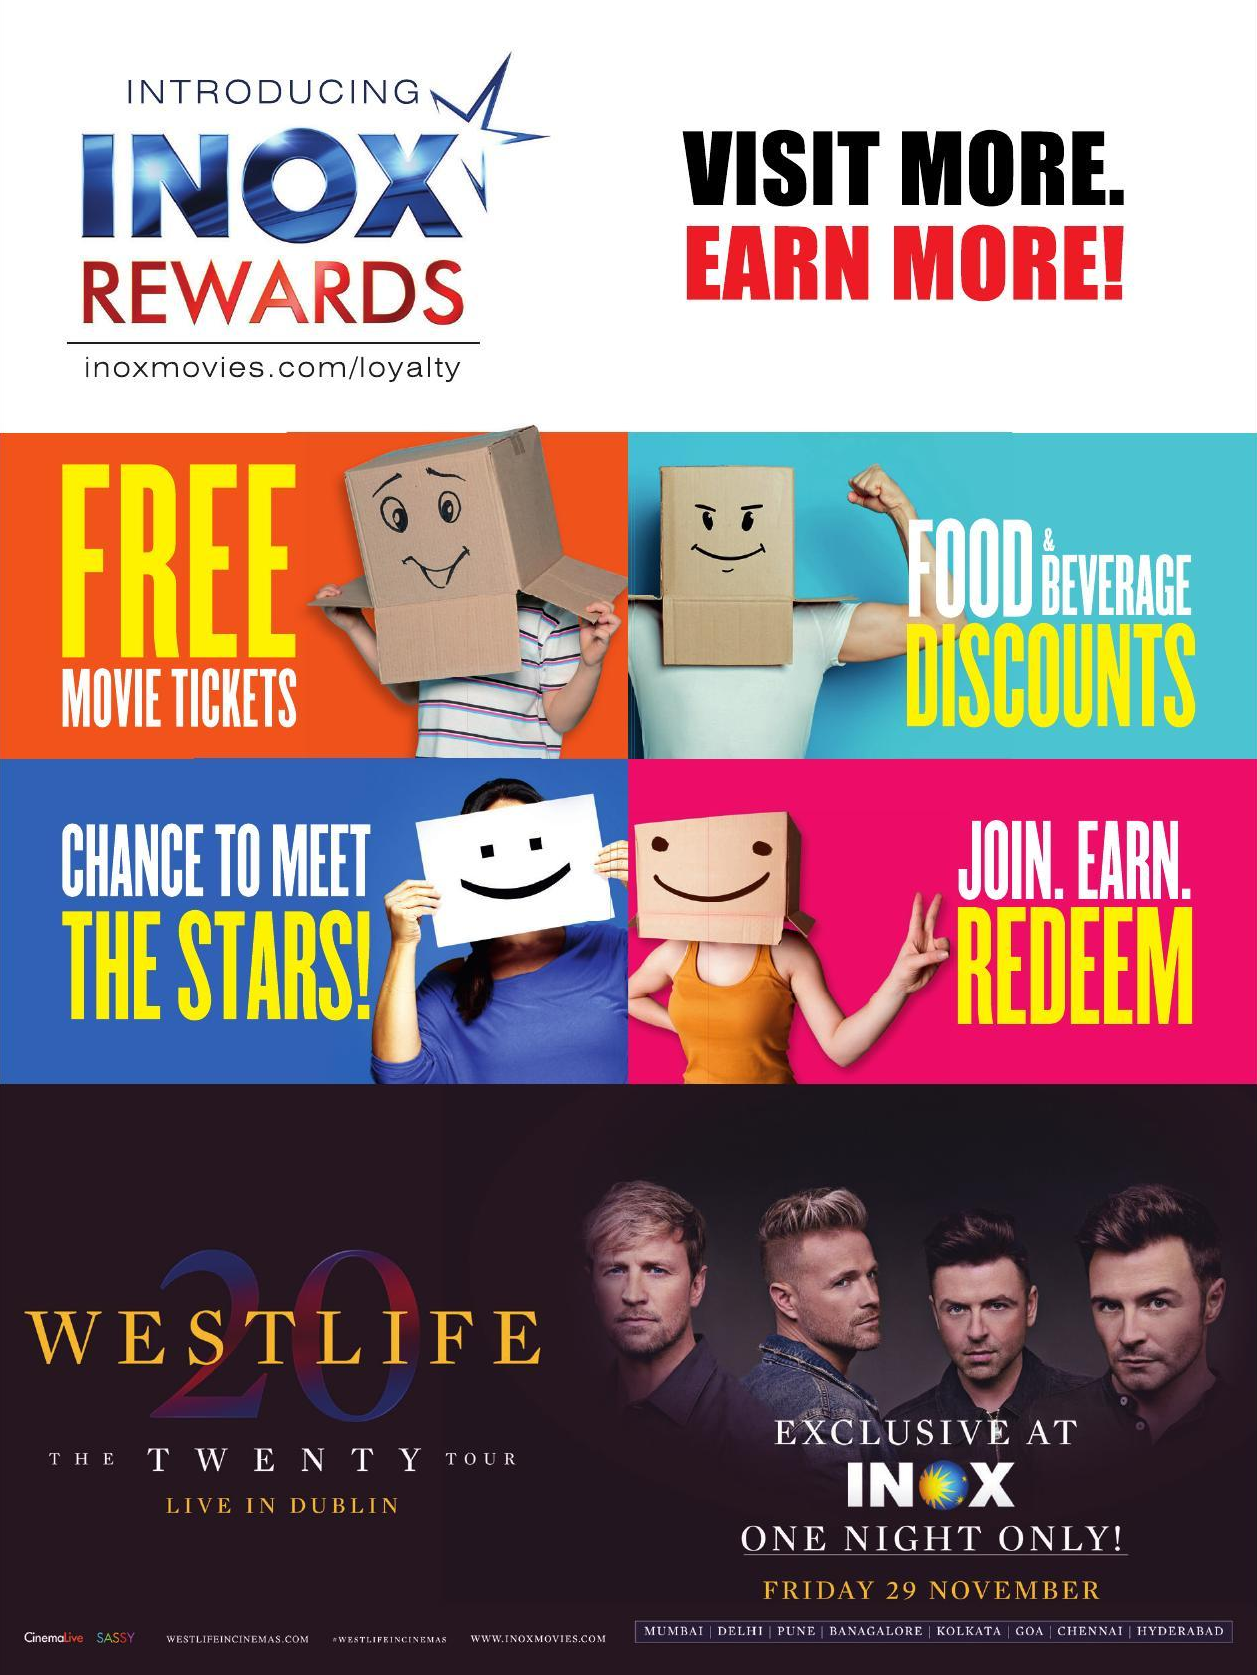 INTRODUCING
INOX
REWARDS
inoxmovies.com/loyalty
VISIT MORE.
EARN MORE!
FREE
MOVIE TICKETS
FOOD & BEVERAGE
DISCOUNTS
CHANCE TO MEET
THE STARS!
JOIN. EARN.
REDEEM
20
WESTLIFE
THE TWENTY TOUR
LIVE IN DUBLIN
EXCLUSIVE AT
INOX
ONE NIGHT ONLY!
FRIDAY 29 NOVEMBER
CinemaLive SASSY WESTLIFEINCINEMAS.COM #WESTLIFEINCINEMAS WWW.INOXMOVIES.COM
MUMBAI | DELHI | PUNE | BANAGALORE | KOLKATA | GOA | CHENNAI | HYDERABAD